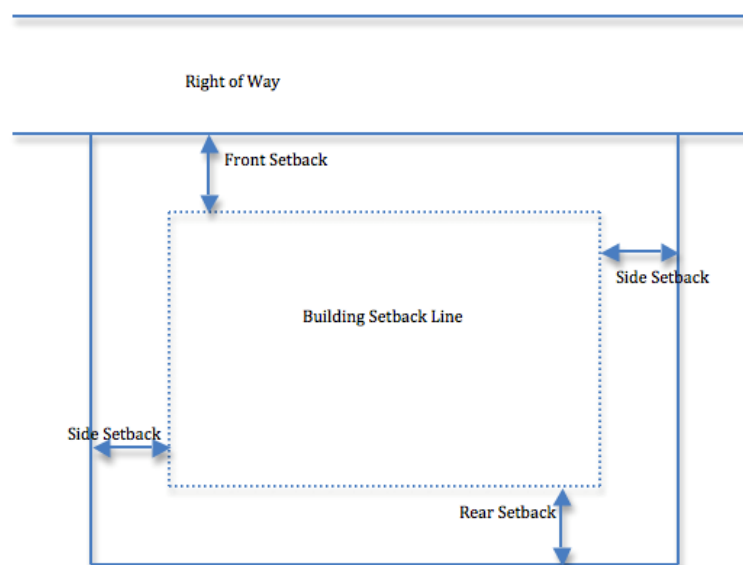 Right of Way
Front Setback
Side Setback
Building Setback Line
Side Setback
Rear Setback